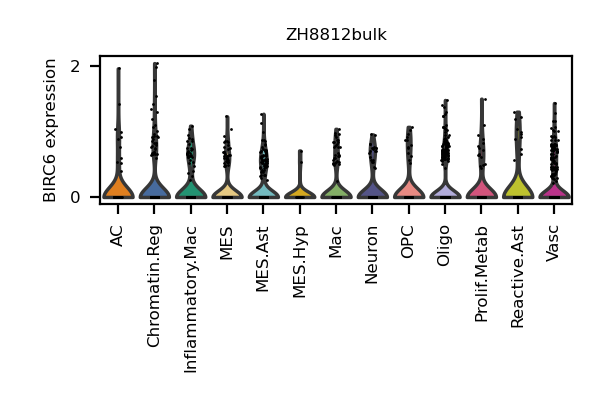 ZH8812bulk
BIRC6 expression
2
0
AC
Chromatin.Reg
Inflammatory.Mac
MES
MES.Ast
MES.Hyp
Mac
Neuron
OPC
Oligo
Prolif.Metab
Reactive.Ast
Vasc